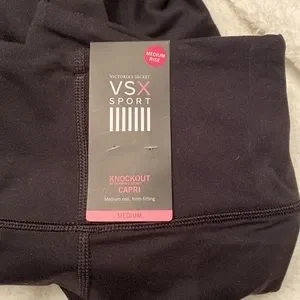 VICTORIA'S SECRET
MEDIUM
RISE
VSX
SPORT
KNOCKOUT
CAPRI
Medium rise, form-fitting
MEDIUM